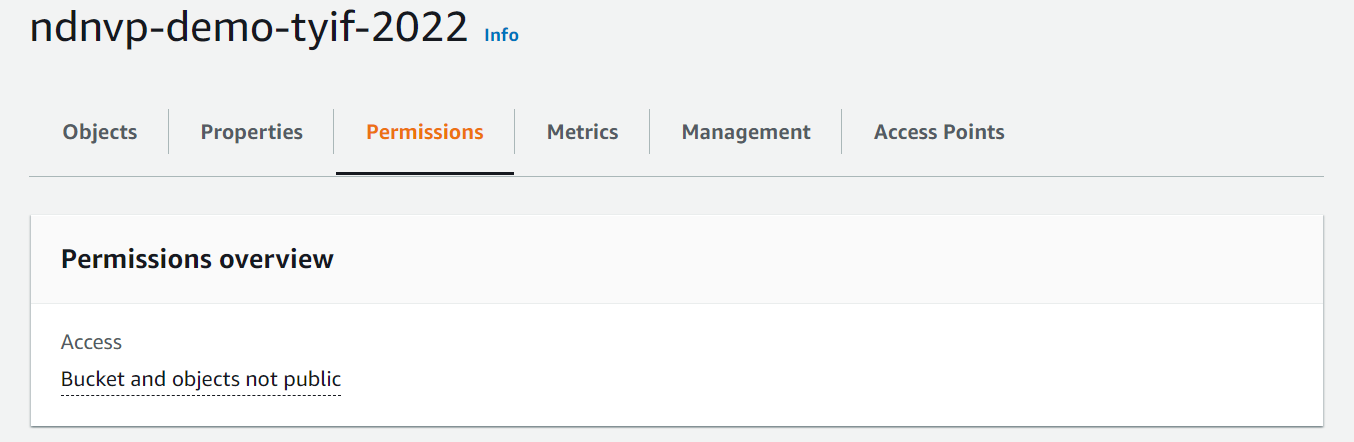 ndnvp-demo-tyif-2022 Info
Objects Properties Permissions Metrics Management Access Points
Permissions overview
Access
Bucket and objects not public